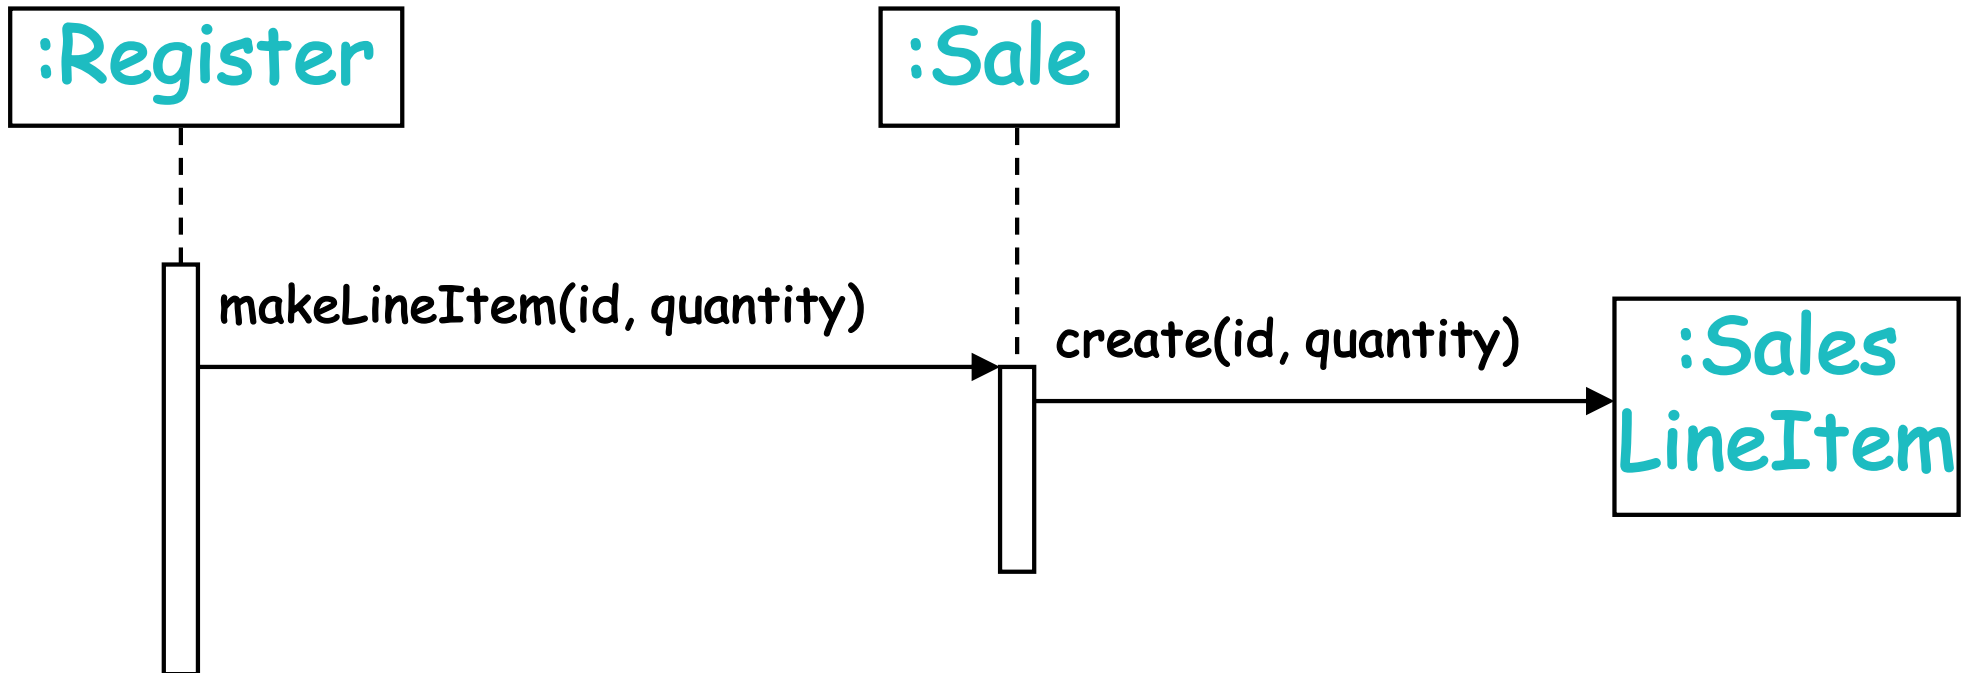 :Register
:Sale
makeLineItem(id, quantity)
create(id, quantity)
:Sales
LineItem